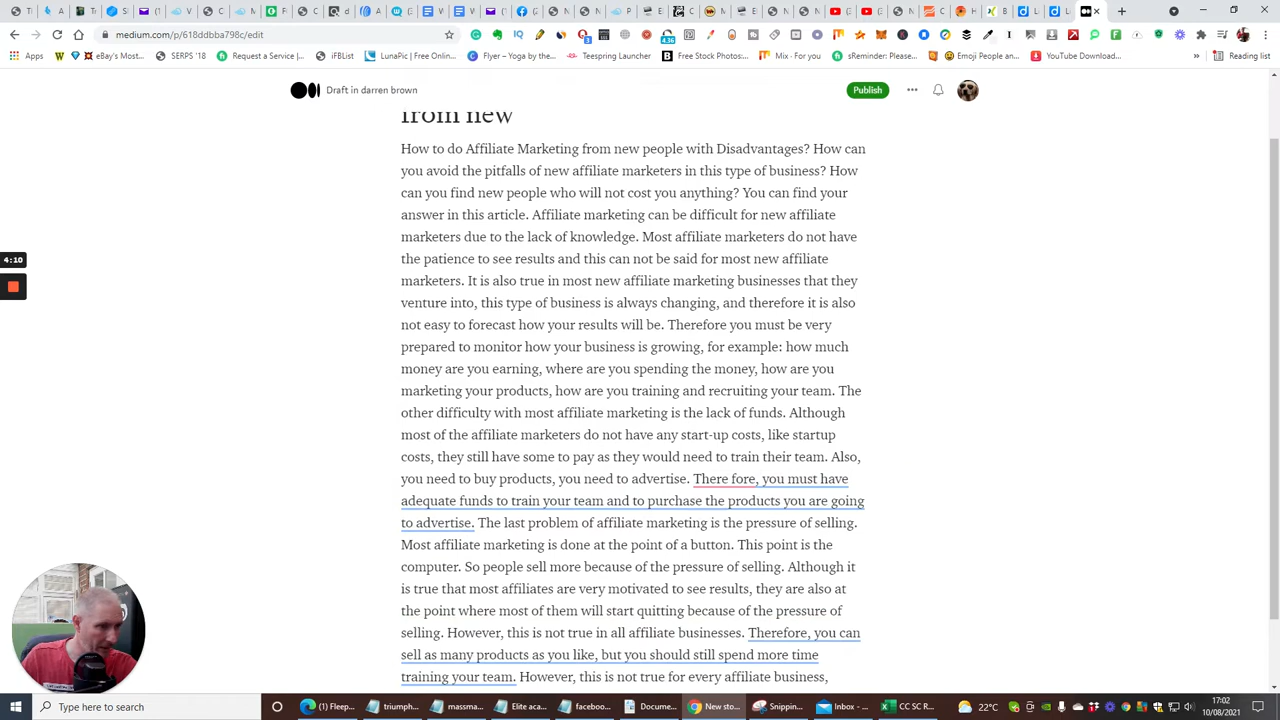 medium.com/p/618ddba798c/edit
Apps
eBay's Most...
SERPS '18
Request a Service |...
iFBList
LunaPic | Free Onlin...
Flyer – Yoga by the...
Teespring Launcher
Free Stock Photos:...
Mix · For You
sReminder: Please...
Emoji People an...
YouTube Download...
»
Reading list
Draft in darren brown
Publish
from new
How to do Affiliate Marketing from new people with Disadvantages? How can
you avoid the pitfalls of new affiliate marketers in this type of business? How
can you find new people who will not cost you anything? You can find your
answer in this article. Affiliate marketing can be difficult for new affiliate
marketers due to the lack of knowledge. Most affiliate marketers do not have
the patience to see results and this can not be said for most new affiliate
marketers. It is also true in most new affiliate marketing businesses that they
venture into, this type of business is always changing, and therefore it is also
not easy to forecast how your results will be. Therefore you must be very
prepared to monitor how your business is growing, for example: how much
money are you earning, where are you spending the money, how are you
marketing your products, how are you training and recruiting your team. The
other difficulty with most affiliate marketing is the lack of funds. Although
most of the affiliate marketers do not have any start-up costs, like startup
costs, they still have some to pay as they would need to train their team. Also,
you need to buy products, you need to advertise. There fore, you must have
adequate funds to train your team and to purchase the products you are going
to advertise. The last problem of affiliate marketing is the pressure of selling.
Most affiliate marketing is done at the point of a button. This point is the
computer. So people sell more because of the pressure of selling. Although it
is true that most affiliates are very motivated to see results, they are also at
the point where most of them will start quitting because of the pressure of
selling. However, this is not true in all affiliate businesses. Therefore, you can
sell as many products as you like, but you should still spend more time
training your team. However, this is not true for every affiliate business,
4:10
Type here to search
(1) Fleep...
triumph...
massma...
Elite aca...
faceboo...
Docume...
New sto...
Snippin...
Inbox - ...
CC SC R...
22°C
17:02
10/08/2021